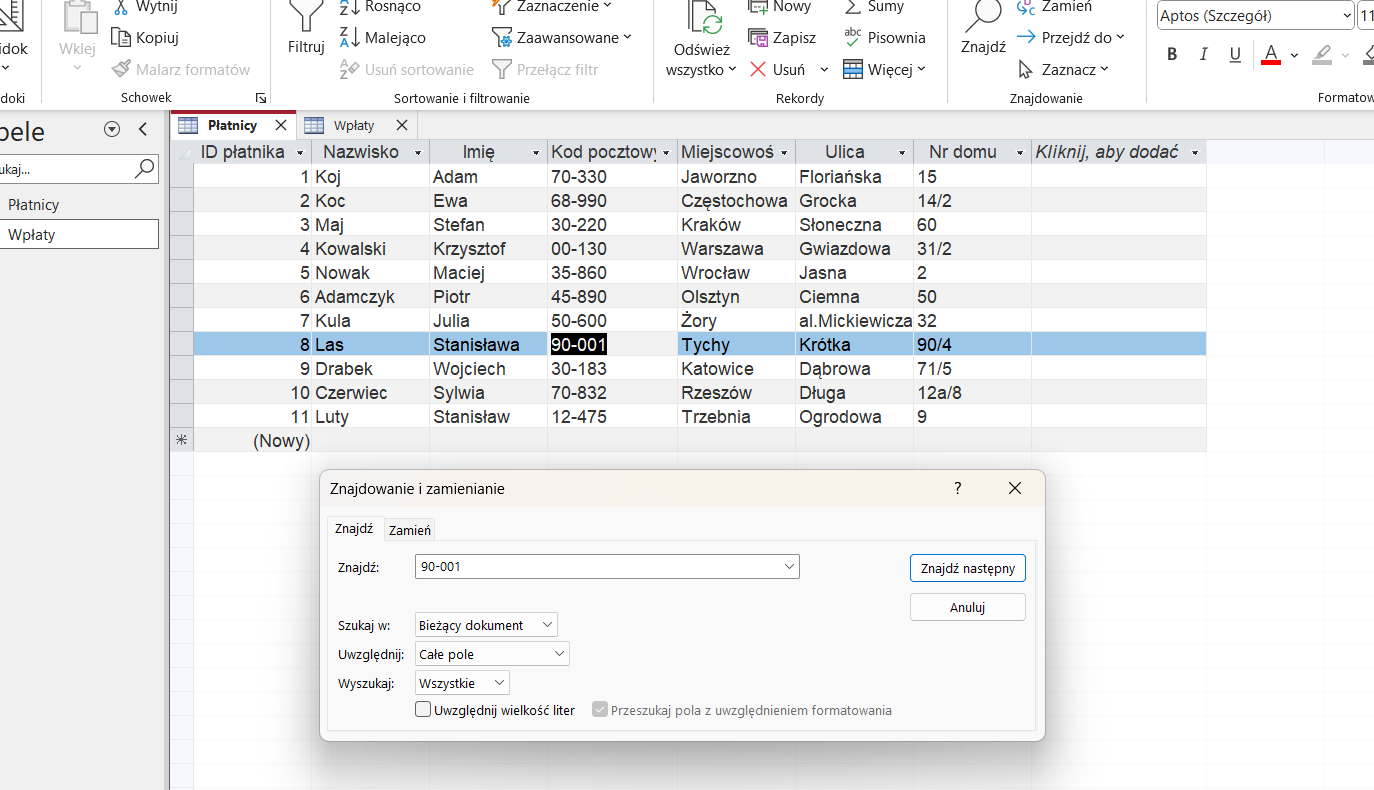 Wytnij
Rosnąco
Zaznaczenie
Nowy
Sumy
Zamień
Aptos (Szczegół)
11
idok
Wklej
Kopiuj
Filtruj
Malejąco
Zaawansowane
Odśwież
wszystko
Zapisz
Pisownia
Znajdź
Przejdź do
B I U A
Malarz formatów
Usuń sortowanie
Przełącz filtr
Usuń
Więcej
Zaznacz
doki
Schowek
Sortowanie i filtrowanie
Rekordy
Znajdowanie
Formatow
bele
Płatnicy
Wpłaty
ukaj...
Płatnicy
Wpłaty
ID płatnika Nazwisko Imię Kod pocztowy Miejscowoś Ulica Nr domu Kliknij, aby dodać
1 Koj Adam 70-330 Jaworzno Floriańska 15
2 Koc Ewa 68-990 Częstochowa Grocka 14/2
3 Maj Stefan 30-220 Kraków Słoneczna 60
4 Kowalski Krzysztof 00-130 Warszawa Gwiazdowa 31/2
5 Nowak Maciej 35-860 Wrocław Jasna 2
6 Adamczyk Piotr 45-890 Olsztyn Ciemna 50
7 Kula Julia 50-600 Żory al.Mickiewicza 32
8 Las Stanisława 90-001 Tychy Krótka 90/4
9 Drabek Wojciech 30-183 Katowice Dąbrowa 71/5
10 Czerwiec Sylwia 70-832 Rzeszów Długa 12a/8
11 Luty Stanisław 12-475 Trzebnia Ogrodowa 9
(Nowy)
Znajdowanie i zamienianie
?
Znajdź Zamień
Znajdź: 90-001 Znajdź następny
Anuluj
Szukaj w: Bieżący dokument
Uwzględnij: Całe pole
Wyszukaj: Wszystkie
Uwzględnij wielkość liter Przeszukaj pola z uwzględnieniem formatowania